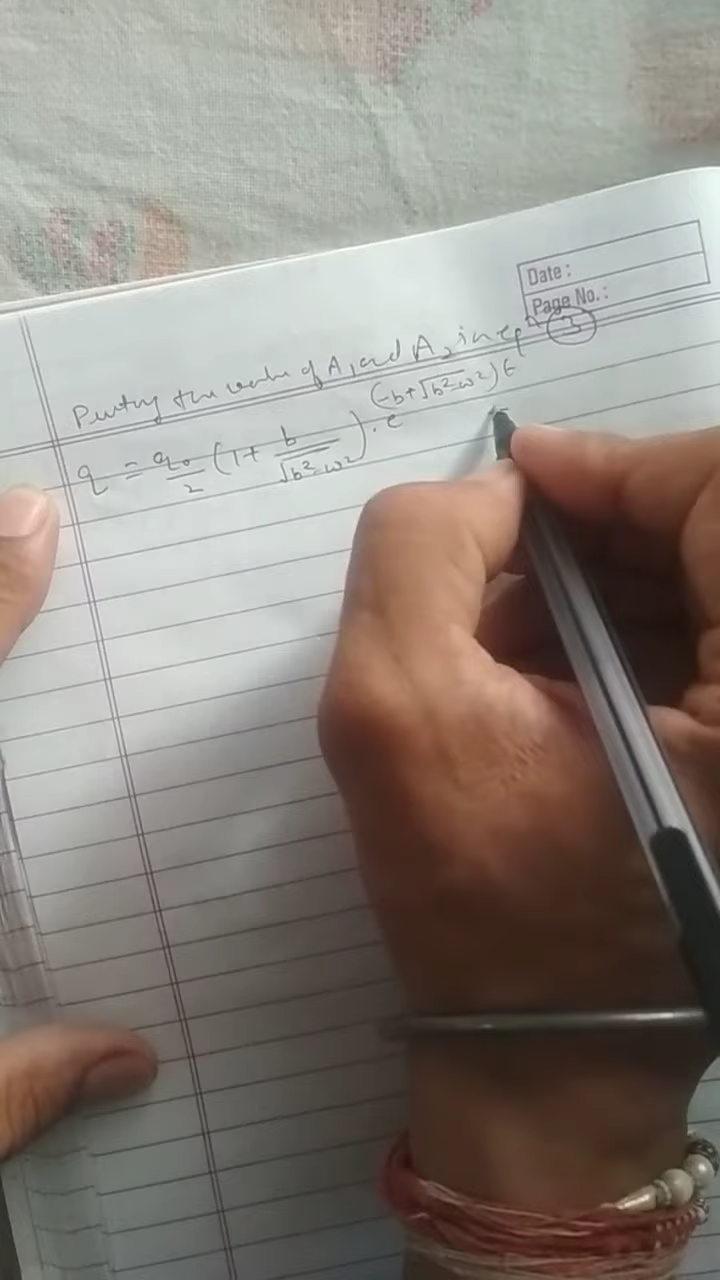 Date :
Page No. :
Putting the value of A₁ and A₂ in eqⁿ ③
q = q₀/2 (1 + b/√b²-ω²) . e^(-b+√b²-ω²)t